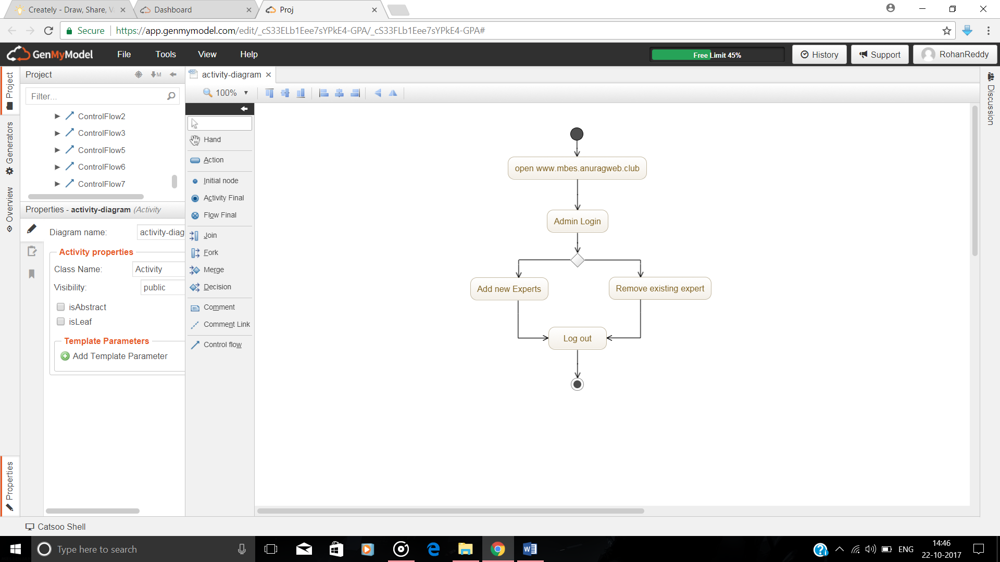 Creately - Draw, Share, V
Dashboard
Proj
Secure
https://app.genmymodel.com/edit/_cS33ELb1Eee7sYPkE4-GPA/_cS33FLb1Eee7sYPkE4-GPA#
GenMyModel
File
Tools
View
Help
Free Limit 45%
History
Support
RohanReddy
Project
Generators
Overview
Properties
Project
M
Filter...
ControlFlow2
ControlFlow3
ControlFlow5
ControlFlow6
ControlFlow7
Properties - activity-diagram (Activity
Diagram name:
activity-diag
Activity properties
Class Name:
Activity
Visibility:
public
isAbstract
isLeaf
Template Parameters
Add Template Parameter
activity-diagram
100%
Hand
Action
Initial node
Activity Final
Flow Final
Join
Fork
Merge
Decision
Comment
Comment Link
Control flow
open www.mbes.anuragweb.club
Admin Login
Add new Experts
Remove existing expert
Log out
Discussion
Catsoo Shell
Type here to search
ENG
14:46
22-10-2017